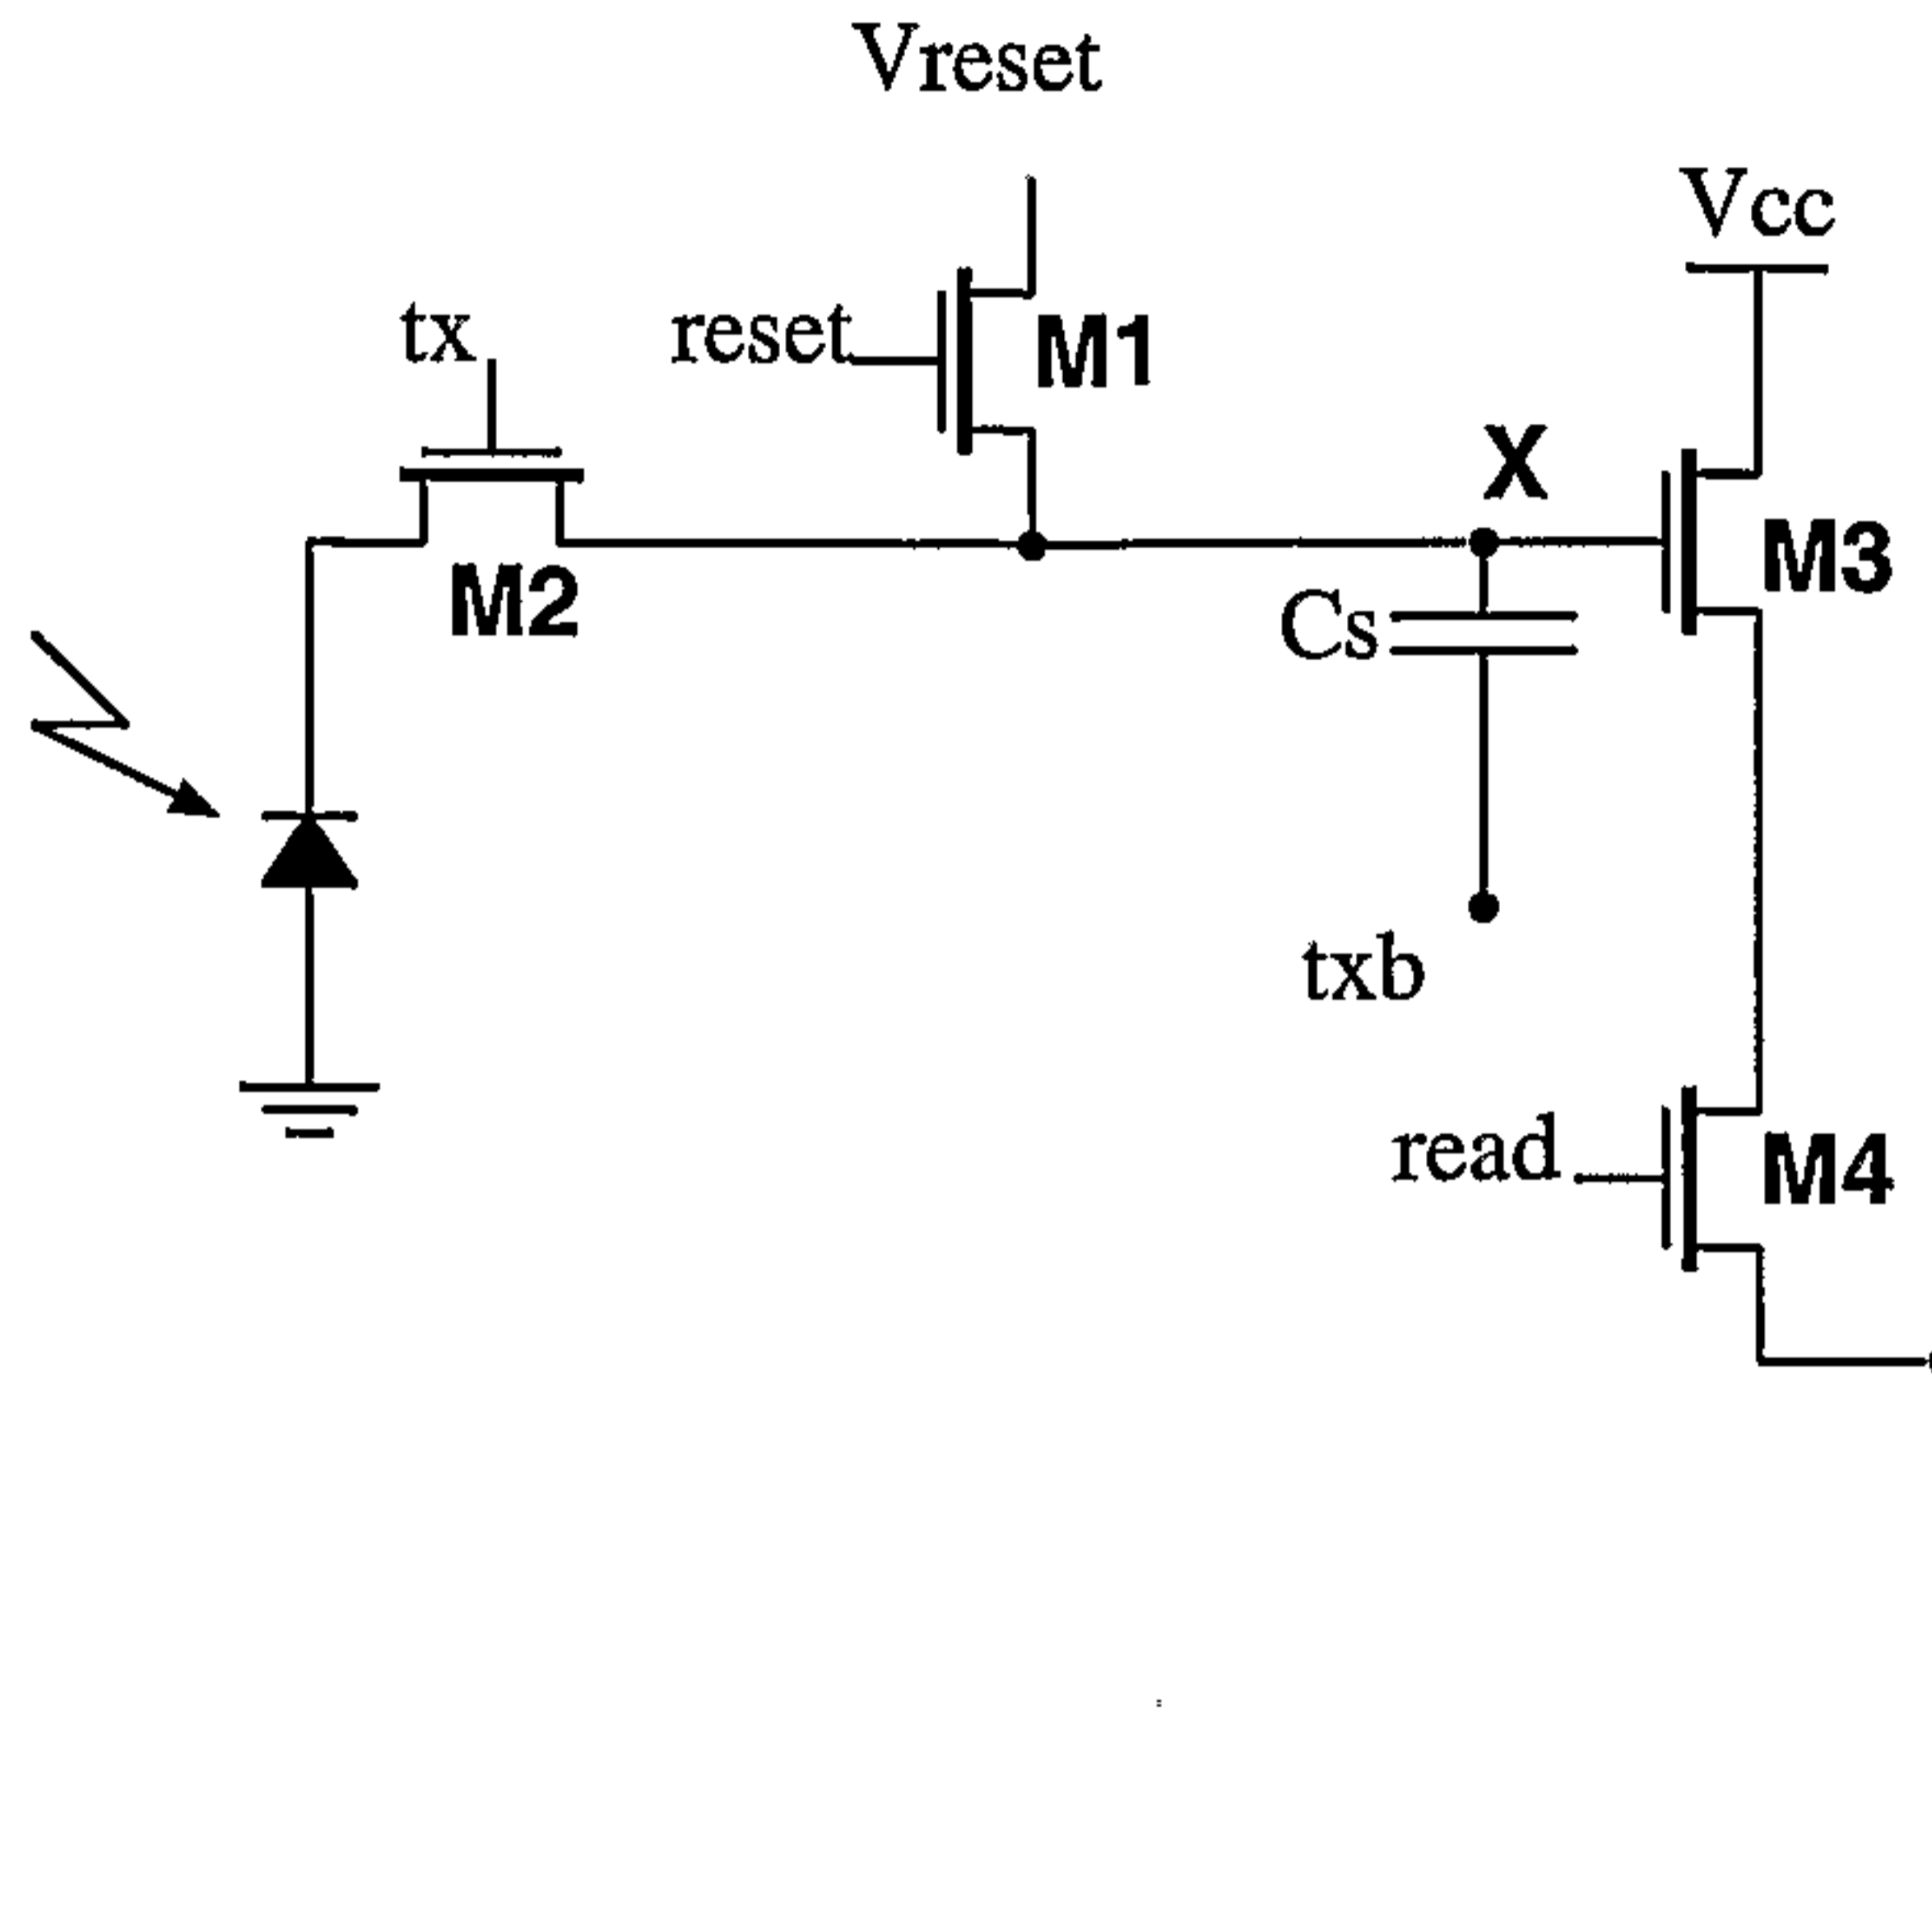 Vreset
Vcc
tx
reset
M1
X
M3
M2
Cs
txb
read
M4